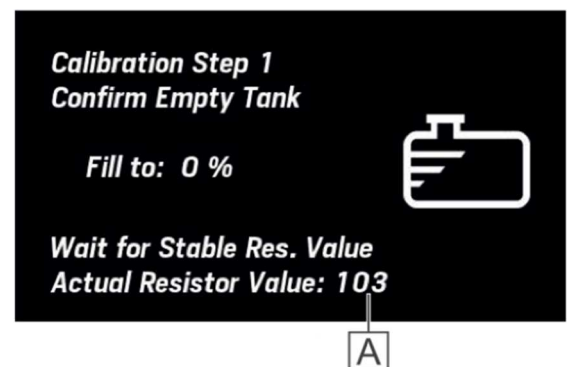 Calibration Step 1
Confirm Empty Tank
Fill to: 0 %
Wait for Stable Res. Value
Actual Resistor Value: 103
A